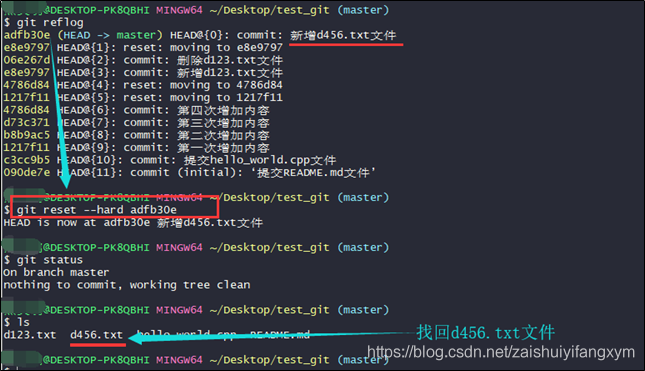 @DESKTOP-PK8QBHI MINGW64 ~/Desktop/test_git (master)
$ git reflog
adfb30e (HEAD -> master) HEAD@{0}: commit: 新增d456.txt文件
e8e9797 HEAD@{1}: reset: moving to e8e9797
06e267d HEAD@{2}: commit: 删除d123.txt文件
e8e9797 HEAD@{3}: commit: 新增d123.txt文件
4786d84 HEAD@{4}: reset: moving to 4786d84
1217f11 HEAD@{5}: reset: moving to 1217f11
4786d84 HEAD@{6}: commit: 第四次增加内容
d73c371 HEAD@{7}: commit: 第三次增加内容
b8b9ac5 HEAD@{8}: commit: 第二次增加内容
1217f11 HEAD@{9}: commit: 第一次增加内容
c3cc9b5 HEAD@{10}: commit: 提交hello_world.cpp文件
090de7e HEAD@{11}: commit (initial): ‘提交README.md文件’
@DESKTOP-PK8QBHI MINGW64 ~/Desktop/test_git (master)
$ git reset --hard adfb30e
HEAD is now at adfb30e 新增d456.txt文件
@DESKTOP-PK8QBHI MINGW64 ~/Desktop/test_git (master)
$ git status
On branch master
nothing to commit, working tree clean
@DESKTOP-PK8QBHI MINGW64 ~/Desktop/test_git (master)
$ ls
d123.txt d456.txt hello_world.cpp README.md
找回d456.txt文件
https://blog.csdn.net/zaishuiyifangxym
@DESKTOP-PK8QBHI MINGW64 ~/Desktop/test_git (master)